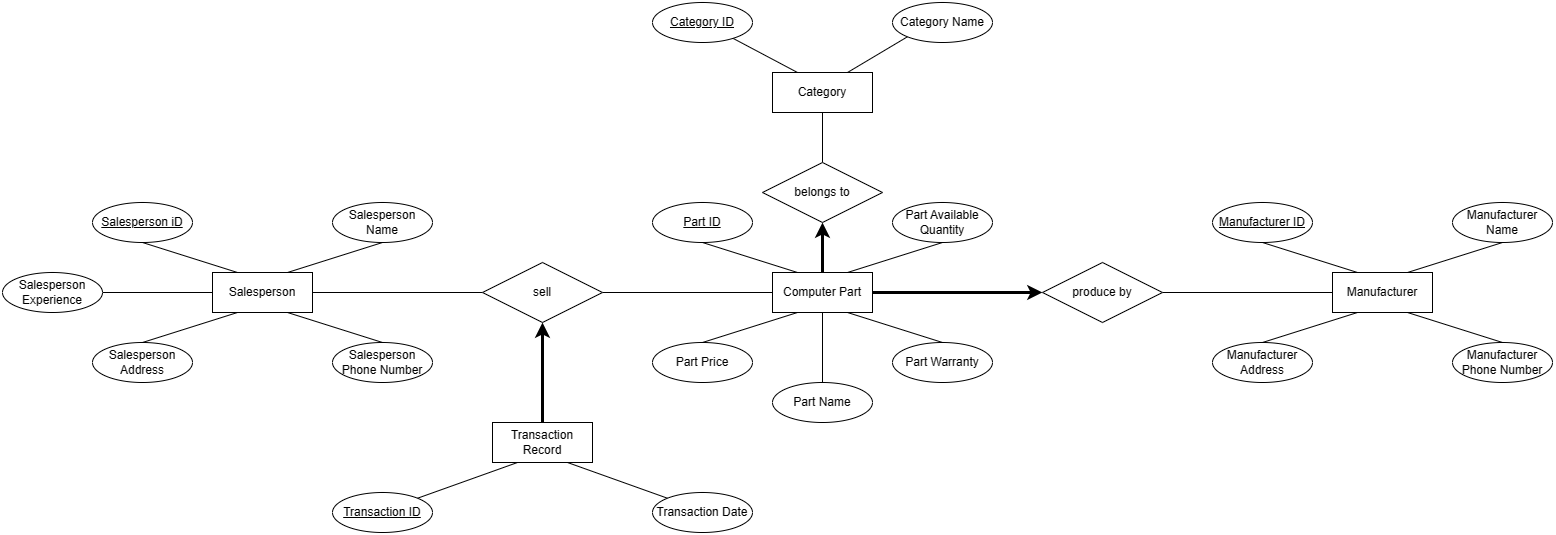 Category ID
Category Name
Category
belongs to
Salesperson iD
Salesperson
Name
Part ID
Part Available
Quantity
Manufacturer ID
Manufacturer
Name
Salesperson
Experience
Salesperson
sell
Computer Part
produce by
Manufacturer
Salesperson
Address
Salesperson
Phone Number
Part Price
Part Warranty
Manufacturer
Address
Manufacturer
Phone Number
Part Name
Transaction
Record
Transaction ID
Transaction Date